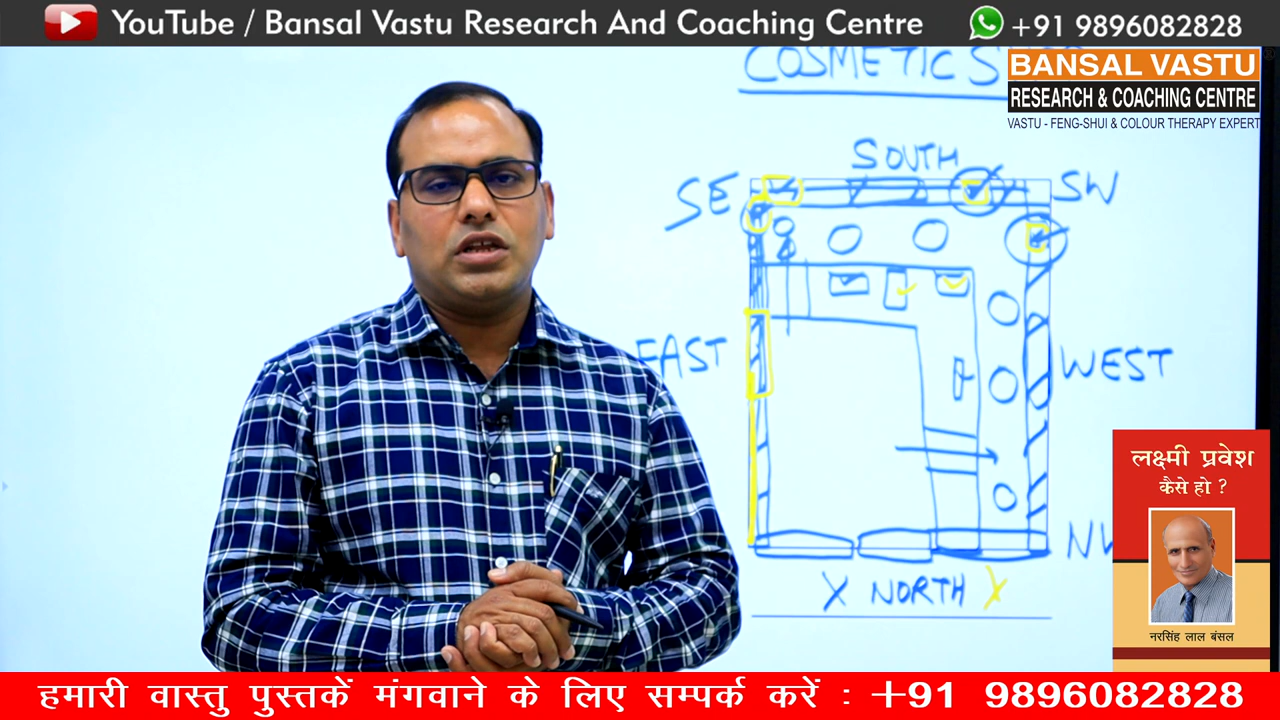 YouTube / Bansal Vastu Research And Coaching Centre
+91 9896082828
COSMETIC S
BANSAL VASTU
RESEARCH & COACHING CENTRE
VASTU - FENG-SHUI & COLOUR THERAPY EXPERT
SOUTH
SE
SW
EAST
WEST
NW
X NORTH X
लक्ष्मी प्रवेश
कैसे हो ?
नरसिंह लाल बंसल
हमारी वास्तु पुस्तकें मंगवाने के लिए सम्पर्क करें : +91 9896082828